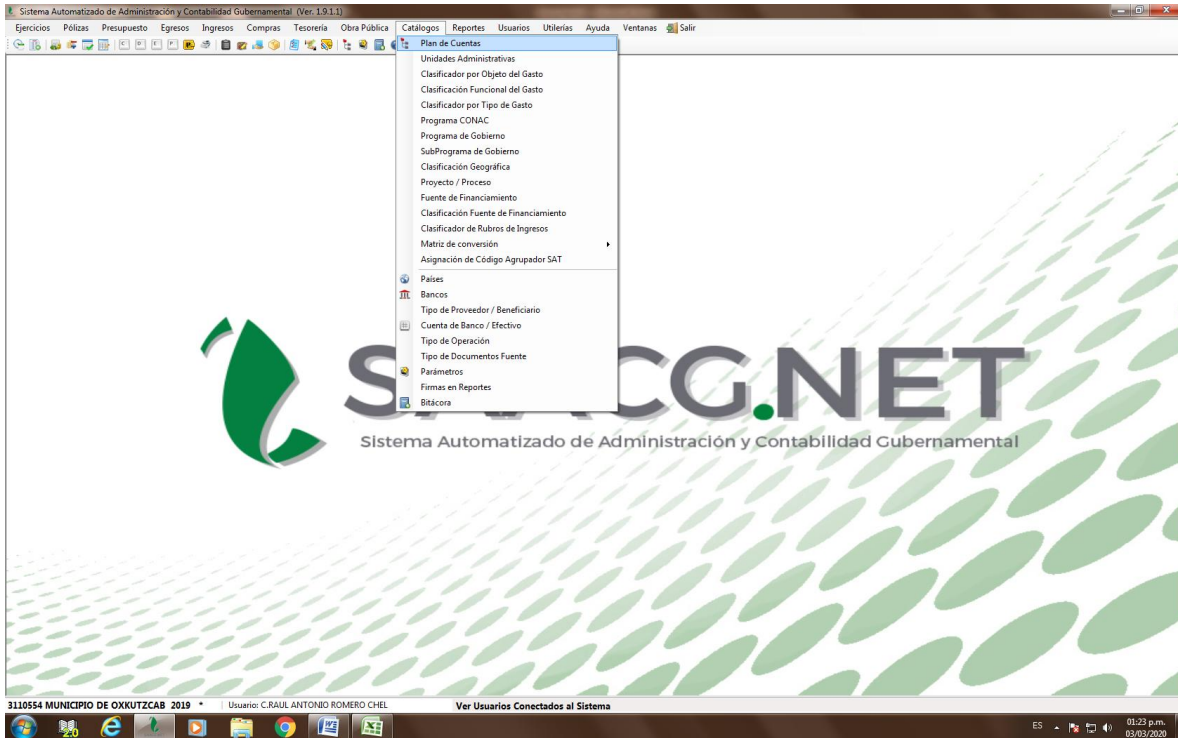 Sistema Automatizado de Administración y Contabilidad Gubernamental (Ver. 1.9.1.1)
Ejercicios Pólizas Presupuesto Egresos Ingresos Compras Tesorería Obra Pública Catálogos Reportes Usuarios Utilerías Ayuda Ventanas Salir
Plan de Cuentas
Unidades Administrativas
Clasificador por Objeto del Gasto
Clasificación Funcional del Gasto
Clasificador por Tipo de Gasto
Programa CONAC
Programa de Gobierno
SubPrograma de Gobierno
Clasificación Geográfica
Proyecto / Proceso
Fuente de Financiamiento
Clasificación Fuente de Financiamiento
Clasificador de Rubros de Ingresos
Matriz de conversión
Asignación de Código Agrupador SAT
Países
Bancos
Tipo de Proveedor / Beneficiario
Cuenta de Banco / Efectivo
Tipo de Operación
Tipo de Documentos Fuente
Parámetros
Firmas en Reportes
Bitácora
SAACG.NET
Sistema Automatizado de Administración y Contabilidad Gubernamental
3110554 MUNICIPIO DE OXKUTZCAB 2019 * Usuario: C.RAUL ANTONIO ROMERO CHEL Ver Usuarios Conectados al Sistema
2.0
ES 01:23 p.m.
03/03/2020